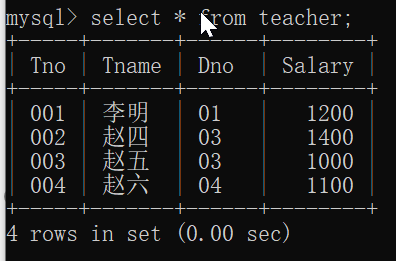 mysql> select * from teacher;
+-----+-------+-----+--------+
| Tno | Tname | Dno | Salary |
+-----+-------+-----+--------+
| 001 | 李明 | 01 | 1200 |
| 002 | 赵四 | 03 | 1400 |
| 003 | 赵五 | 03 | 1000 |
| 004 | 赵六 | 04 | 1100 |
+-----+-------+-----+--------+
4 rows in set (0.00 sec)